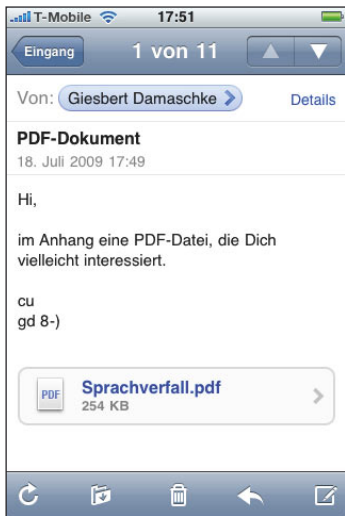 T-Mobile 17:51
Eingang 1 von 11
Von: Giesbert Damaschke Details
PDF-Dokument
18. Juli 2009 17:49
Hi,
im Anhang eine PDF-Datei, die Dich
vielleicht interessiert.
cu
gd 8-)
PDF Sprachverfall.pdf
254 KB